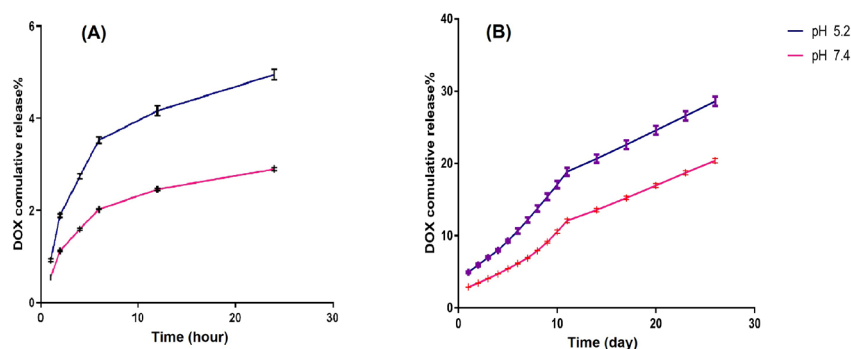 (A)
DOX comulative release%
6
4
2
0
0
10
20
30
Time (hour)
(B)
DOX comulative release%
40
30
20
10
0
0
10
20
30
Time (day)
pH 5.2
pH 7.4